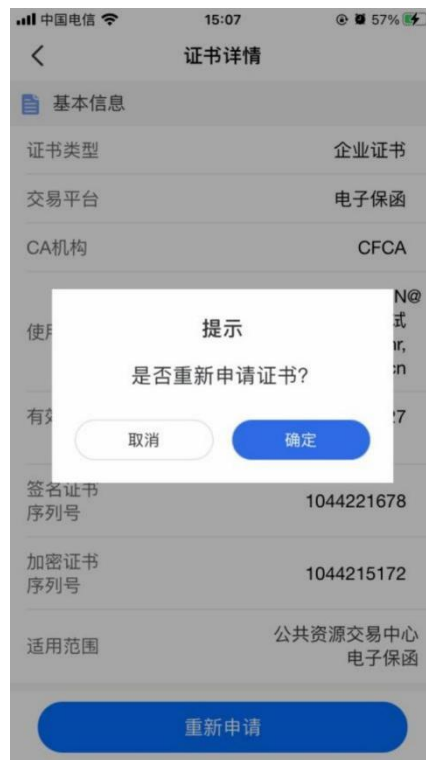 中国电信 15:07 57%
证书详情
基本信息
证书类型 企业证书
交易平台 电子保函
CA机构 CFCA
N@
使
提示
是否重新申请证书?
有
取消 确定
签名证书
序列号 1044221678
加密证书
序列号 1044215172
适用范围 公共资源交易中心
电子保函
重新申请